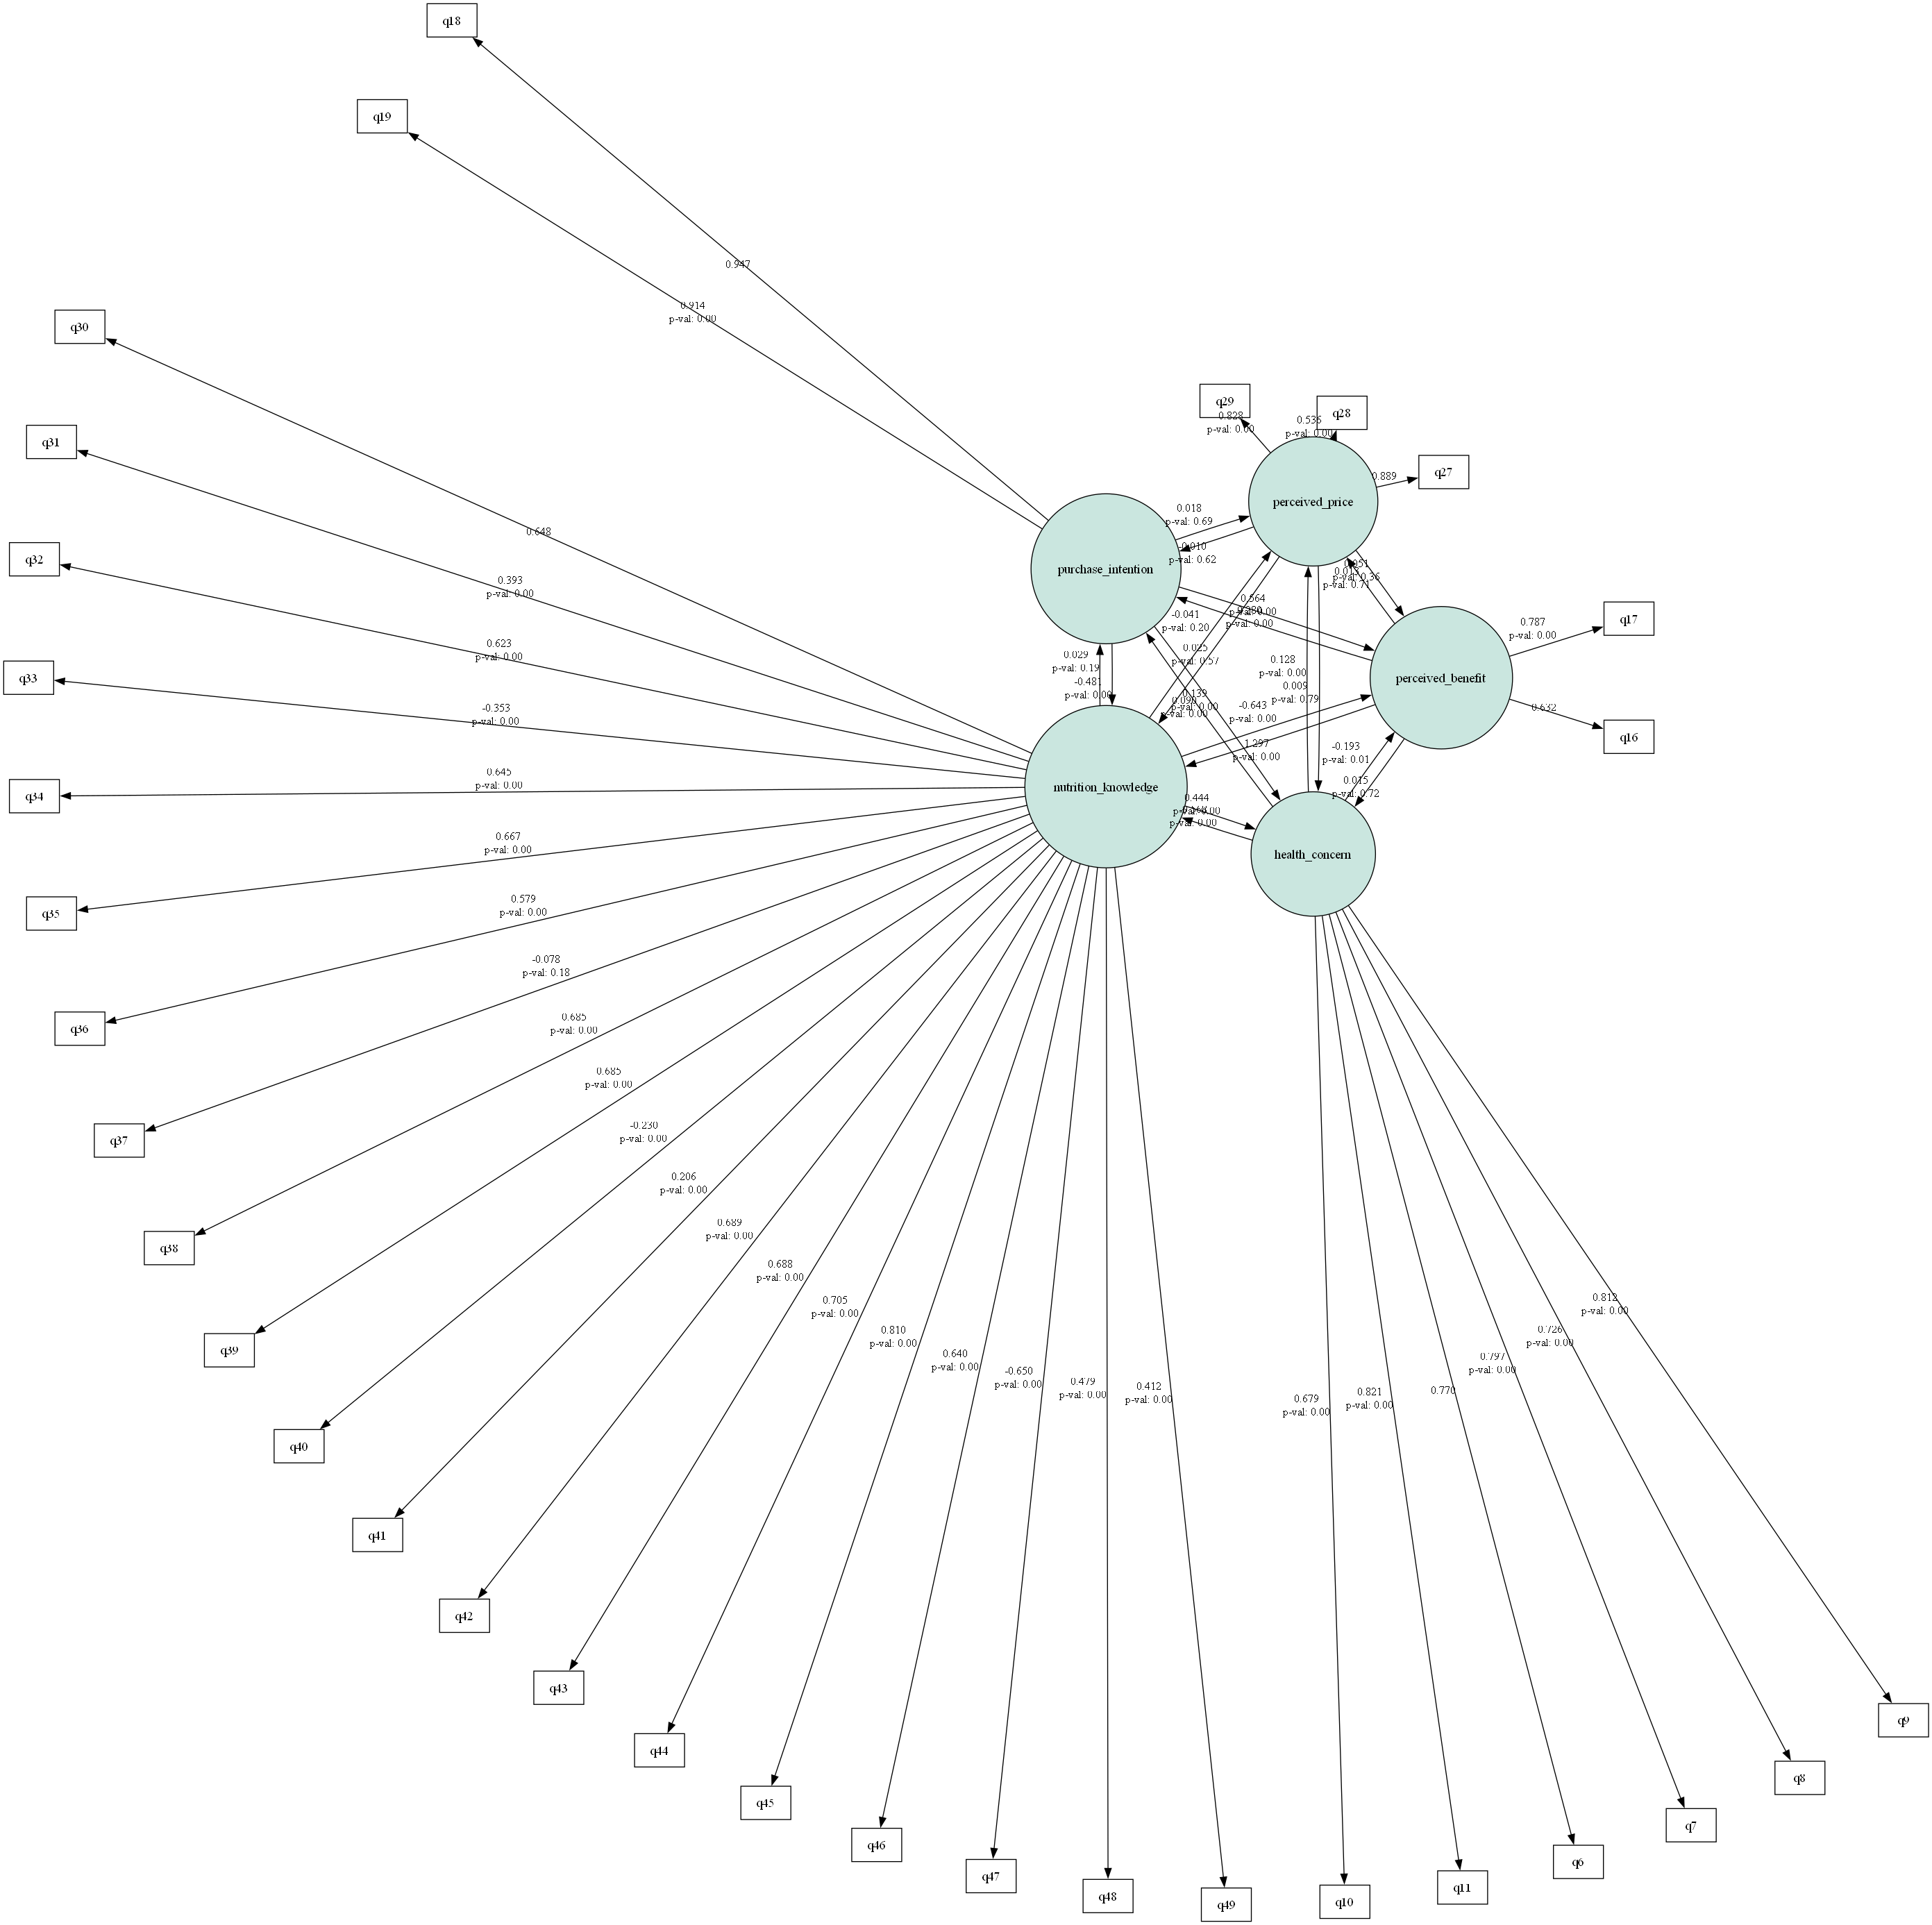 q18
q19
0.947
0.914
p-val: 0.00
q30
q31
q32
q33
q34
q35
q36
q37
q38
q39
q40
q41
q42
q43
q44
q45
q46
q47
q48
q49
q10
q11
q6
q7
q8
q9
q29
q28
q27
q17
q16
purchase_intention
perceived_price
perceived_benefit
nutrition_knowledge
health_concern
0.648
0.393
p-val: 0.00
0.623
p-val: 0.00
-0.353
p-val: 0.00
0.645
p-val: 0.00
0.667
p-val: 0.00
0.579
p-val: 0.00
-0.078
p-val: 0.18
0.685
p-val: 0.00
0.685
p-val: 0.00
-0.230
p-val: 0.00
0.206
p-val: 0.00
0.689
p-val: 0.00
0.688
p-val: 0.00
0.705
p-val: 0.00
0.810
p-val: 0.00
0.640
p-val: 0.00
-0.650
p-val: 0.00
0.479
p-val: 0.00
0.412
p-val: 0.00
0.679
p-val: 0.00
0.821
p-val: 0.00
0.770
0.797
p-val: 0.00
0.726
p-val: 0.00
0.812
p-val: 0.00
0.828
p-val: 0.00
p-val: 0.00
0.889
0.787
p-val: 0.00
0.632
0.018
p-val: 0.69
-0.010
p-val: 0.62
p-val: 0.36
p-val: 0.71
0.564
p-val: 0.00
p-val: 0.00
-0.041
p-val: 0.20
0.025
p-val: 0.57
0.029
p-val: 0.19
-0.481
p-val: 0.00
0.139
p-val: 0.00
p-val: 0.00
0.128
p-val: 0.00
0.009
p-val: 0.79
-0.643
p-val: 0.00
1.297
p-val: 0.00
-0.193
p-val: 0.01
0.015
p-val: 0.72
0.444
p-val: 0.00
p-val: 0.00